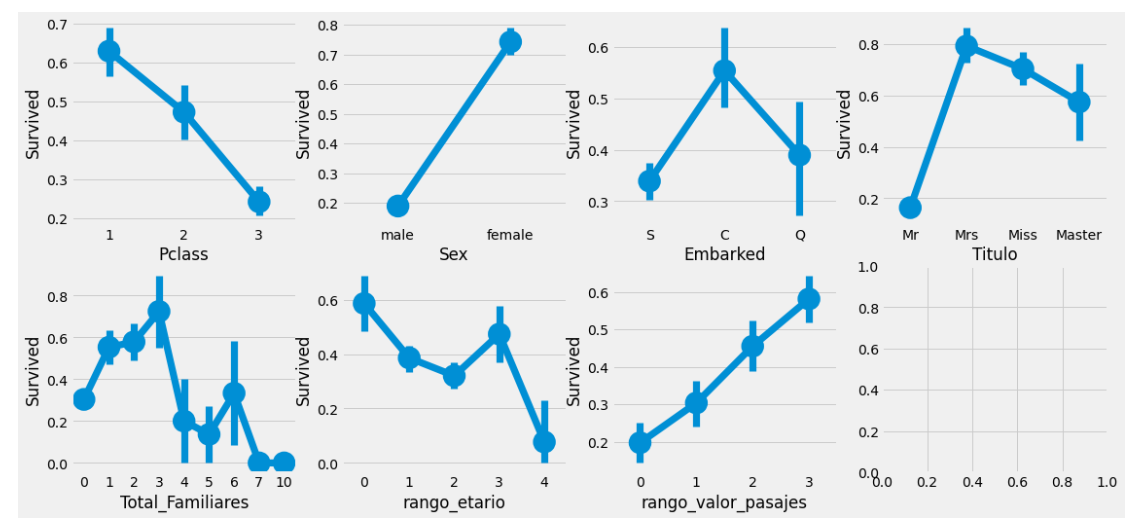 0.7
0.6
0.5
0.4
0.3
0.2
Survived
1 2 3
Pclass
0.8
0.7
0.6
0.5
0.4
0.3
0.2
Survived
male female
Sex
0.6
0.5
0.4
0.3
Survived
S C Q
Embarked
0.8
0.6
0.4
0.2
Survived
Mr Mrs Miss Master
Titulo
0.8
0.6
0.4
0.2
0.0
Survived
0 1 2 3 4 5 6 7 10
Total_Familiares
0.6
0.4
0.2
0.0
Survived
0 1 2 3 4
rango_etario
0.6
0.5
0.4
0.3
0.2
Survived
0 1 2 3
rango_valor_pasajes
1.0
0.8
0.6
0.4
0.2
0.0
0.0 0.2 0.4 0.6 0.8 1.0